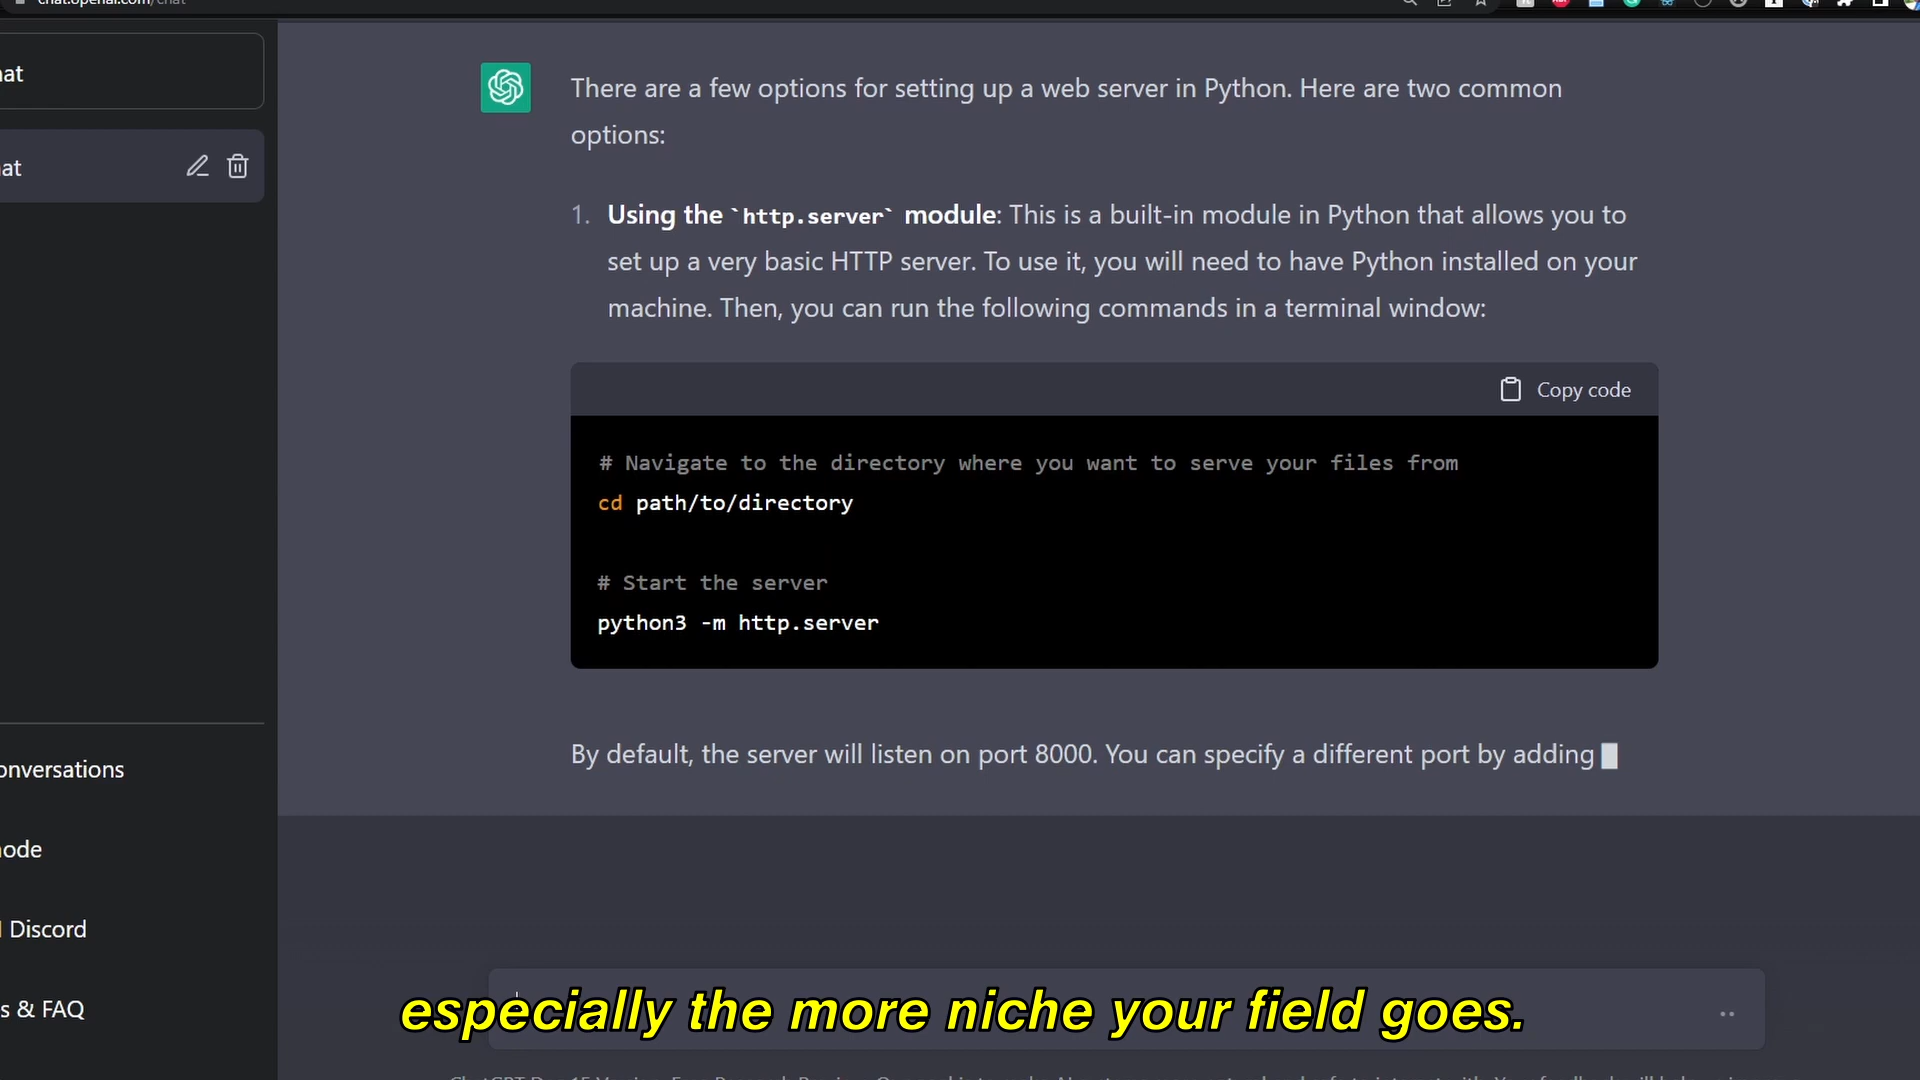 chat.openai.com/chat
at
There are a few options for setting up a web server in Python. Here are two common
options:
at
1. Using the `http.server` module: This is a built-in module in Python that allows you to
set up a very basic HTTP server. To use it, you will need to have Python installed on your
machine. Then, you can run the following commands in a terminal window:
Copy code
# Navigate to the directory where you want to serve your files from
cd path/to/directory
# Start the server
python3 -m http.server
By default, the server will listen on port 8000. You can specify a different port by adding
onversations
ode
Discord
s & FAQ
especially the more niche your field goes.